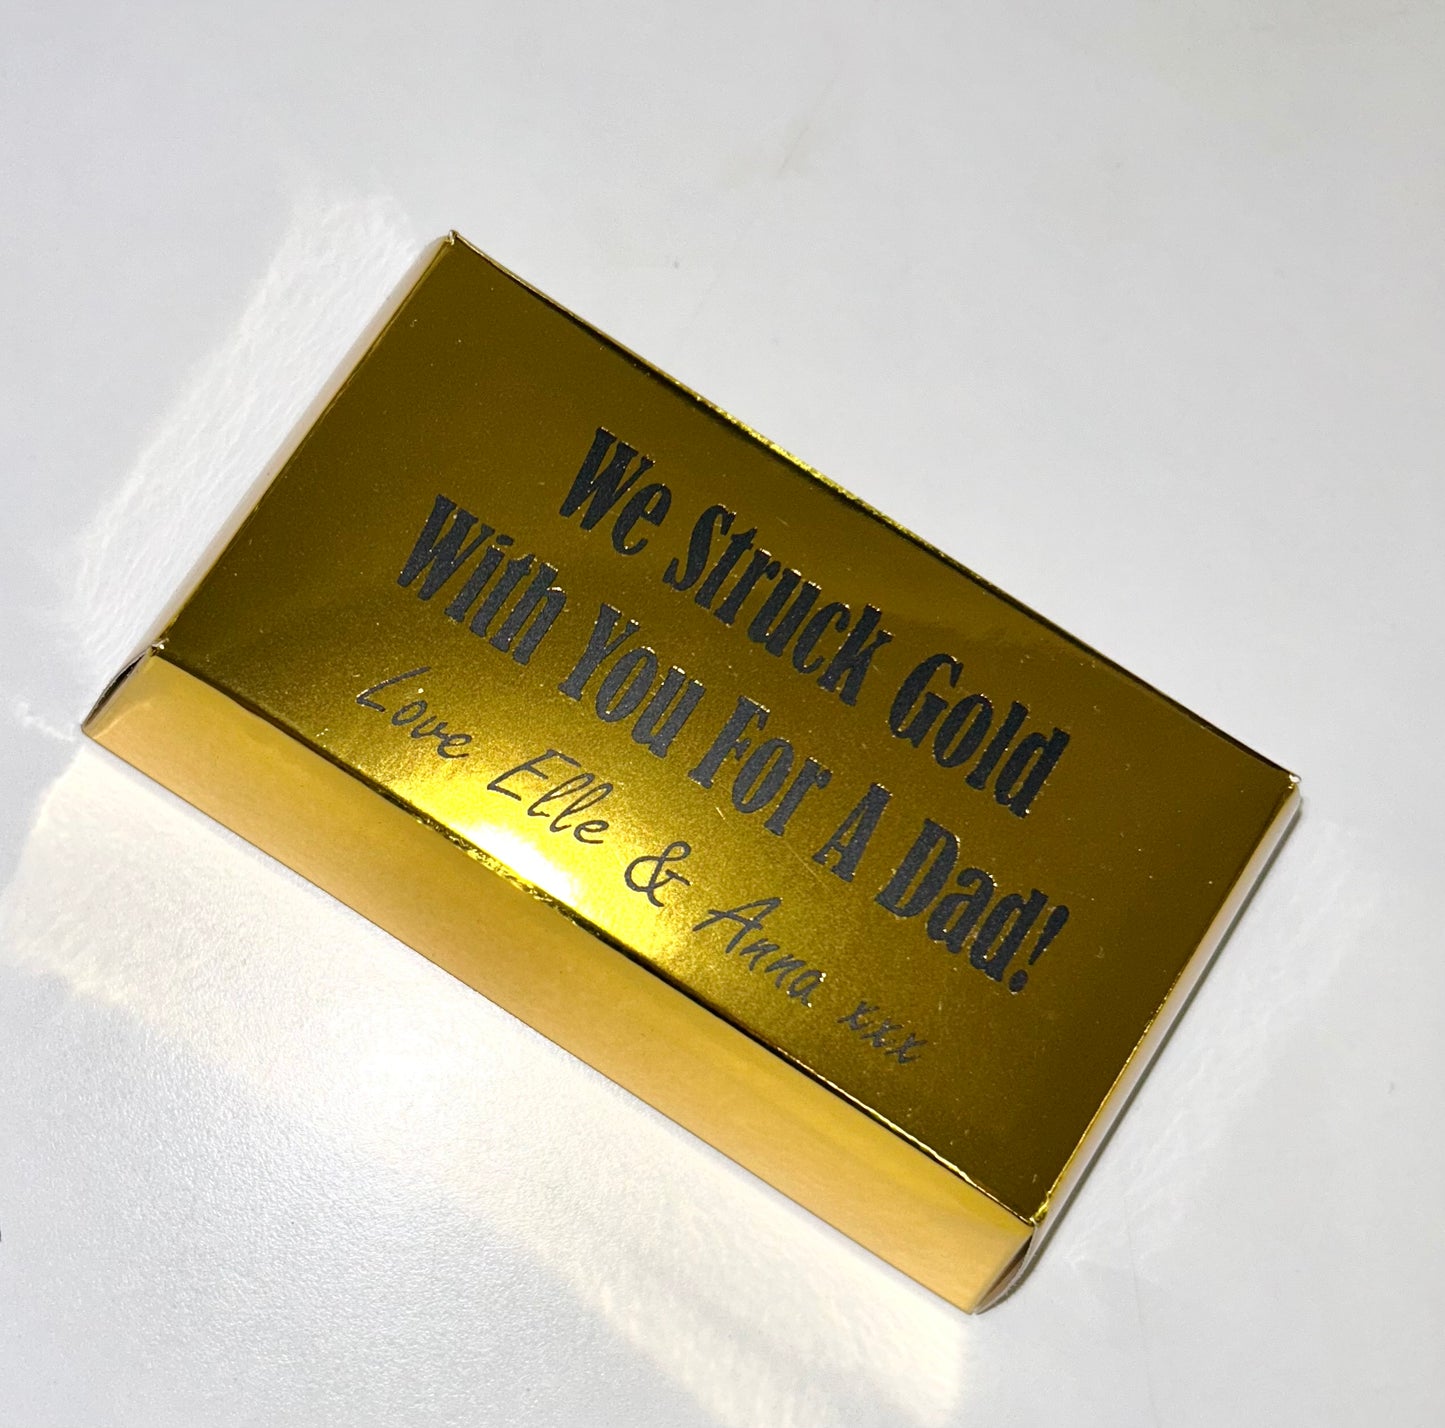 We Struck Gold
With You For A Dad!
Love Elle & Anna xxx